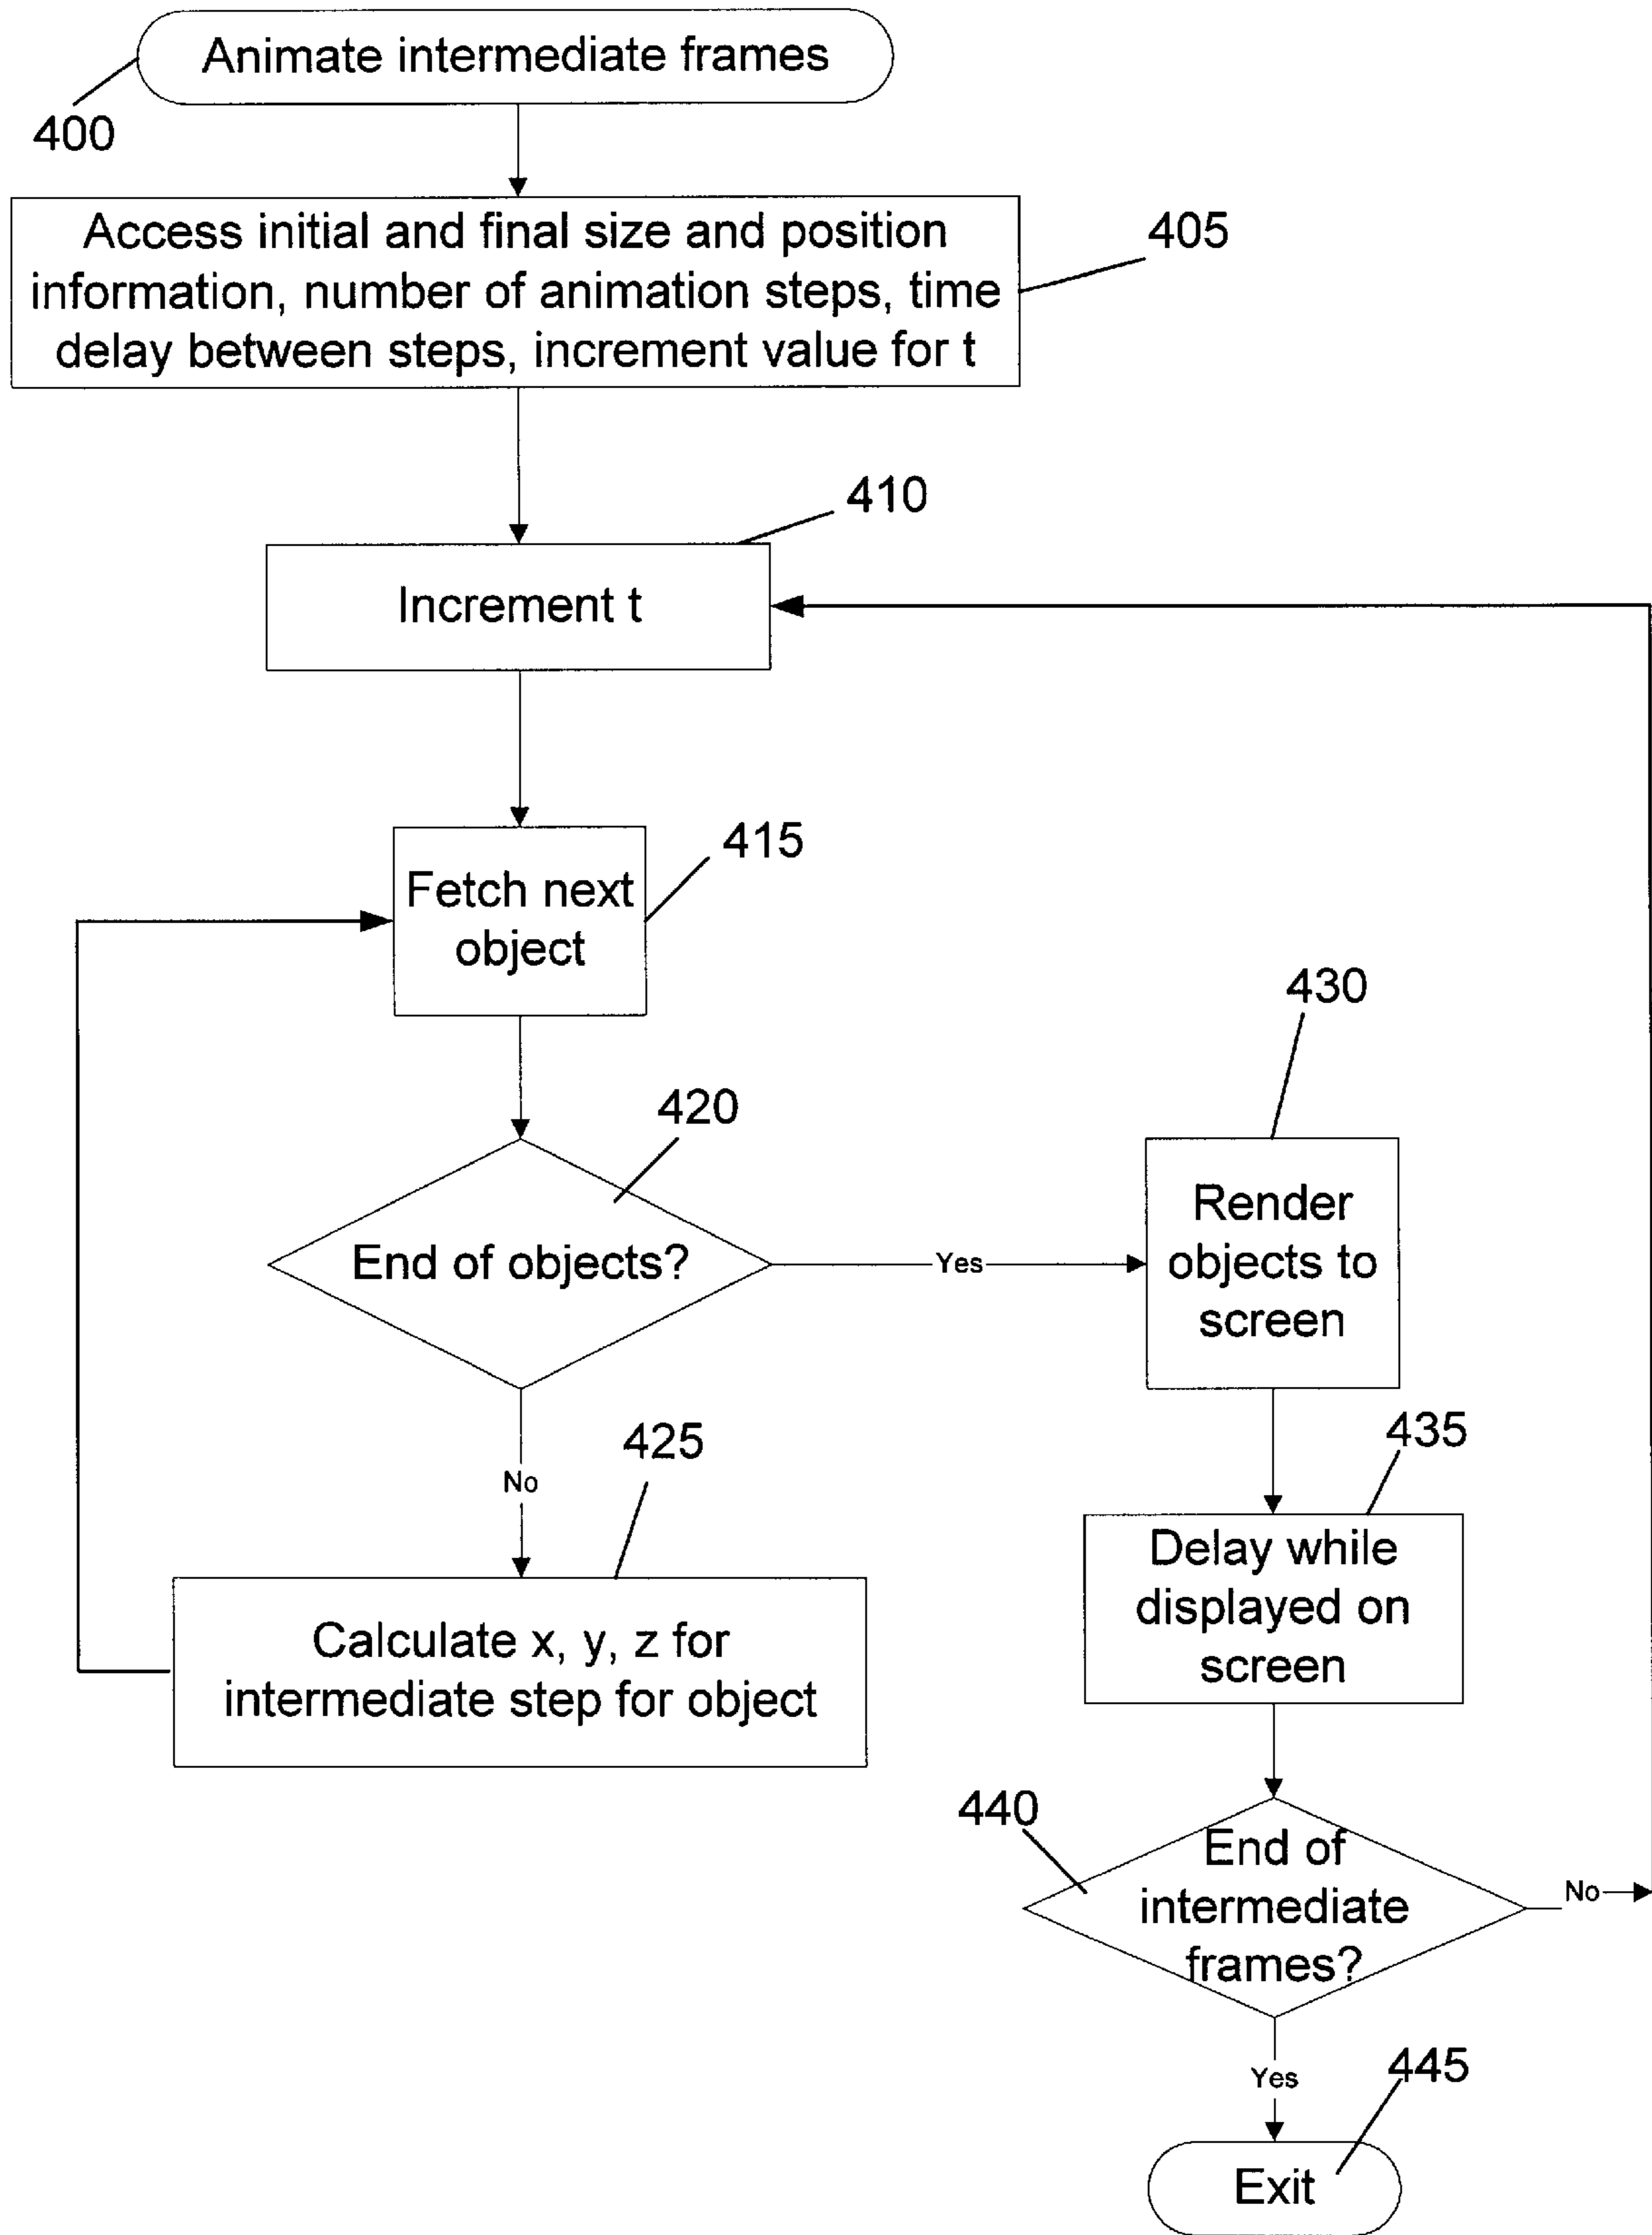 Animate intermediate frames
400
Access initial and final size and position
information, number of animation steps, time
delay between steps, increment value for t
405
410
Increment t
415
Fetch next
object
430
420
End of objects?
Yes
Render
objects to
screen
425
No
435
Calculate x, y, z for
intermediate step for object
Delay while
displayed on
screen
440
End of
intermediate
frames?
No
Yes
445
Exit